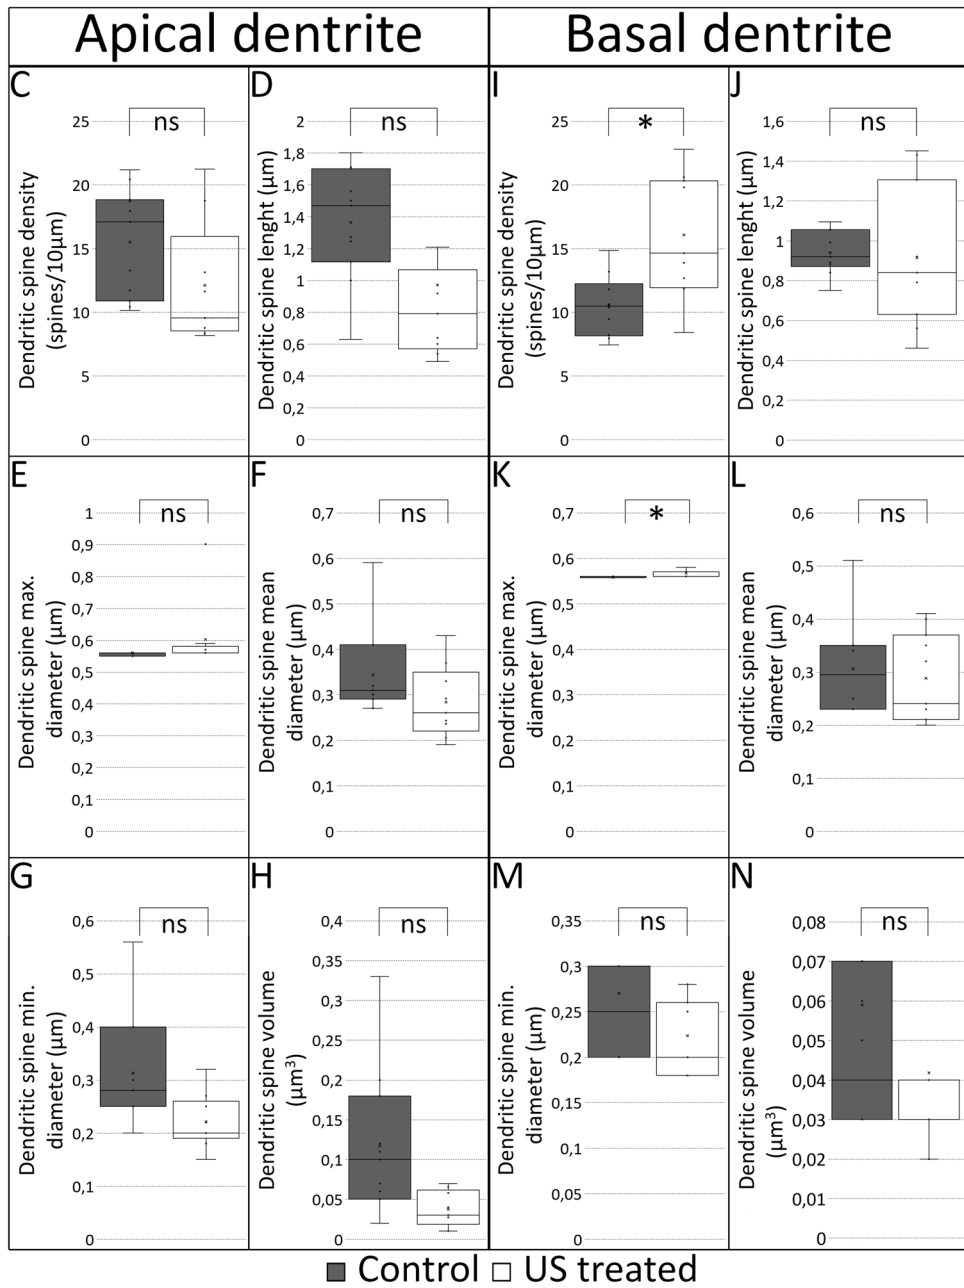 Apical dentrite
Basal dentrite
C
ns
Dendritic spine density
(spines/10µm)
25
20
15
10
5
0
D
ns
Dendritic spine lenght (µm)
2
1,8
1,6
1,4
1,2
1
0,8
0,6
0,4
0,2
0
I
*
Dendritic spine density
(spines/10µm)
25
20
15
10
5
0
J
ns
Dendritic spine lenght (µm)
1,6
1,4
1,2
1
0,8
0,6
0,4
0,2
0
E
ns
Dendritic spine max.
diameter (µm)
1
0,9
0,8
0,7
0,6
0,5
0,4
0,3
0,2
0,1
0
F
ns
Dendritic spine mean
diameter (µm)
0,7
0,6
0,5
0,4
0,3
0,2
0,1
0
K
*
Dendritic spine max.
diameter (µm)
0,7
0,6
0,5
0,4
0,3
0,2
0,1
0
L
ns
Dendritic spine mean
diameter (µm)
0,6
0,5
0,4
0,3
0,2
0,1
0
G
ns
Dendritic spine min.
diameter (µm)
0,6
0,5
0,4
0,3
0,2
0,1
0
H
ns
Dendritic spine volume
(µm³)
0,4
0,35
0,3
0,25
0,2
0,15
0,1
0,05
0
M
ns
Dendritic spine min.
diameter (µm)
0,35
0,3
0,25
0,2
0,15
0,1
0,05
0
N
ns
Dendritic spine volume
(µm³)
0,08
0,07
0,06
0,05
0,04
0,03
0,02
0,01
0
Control US treated